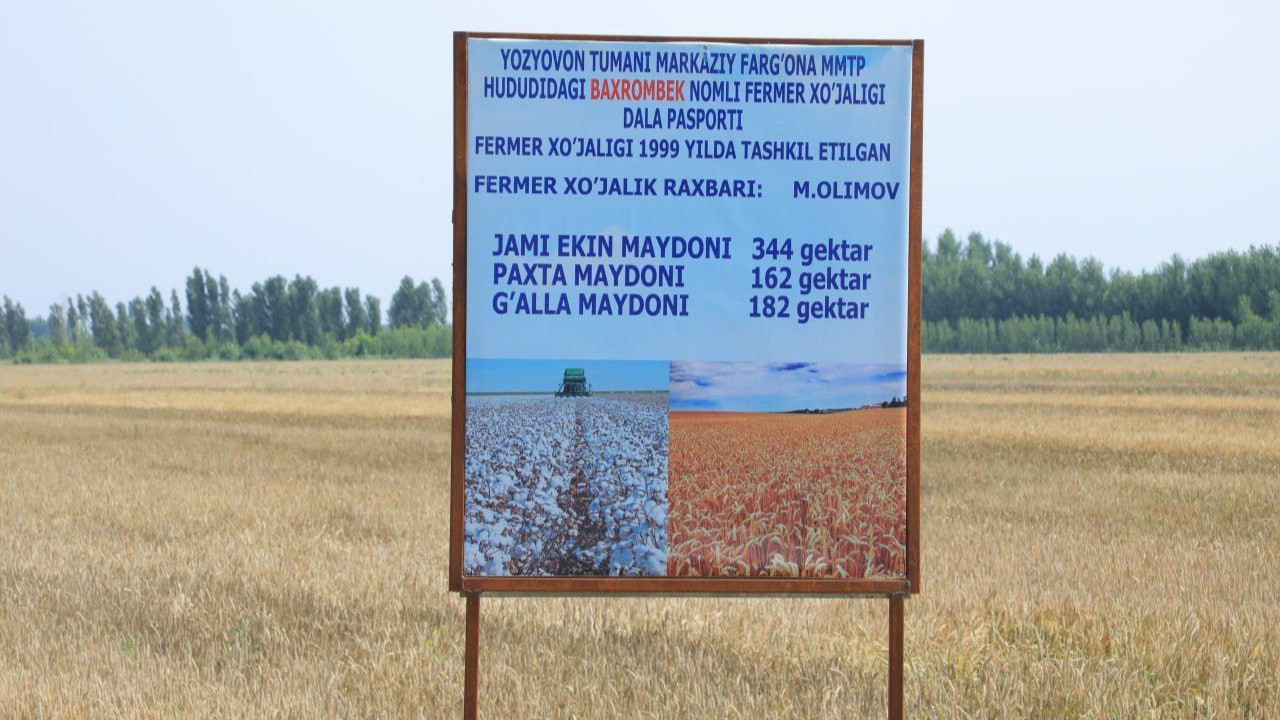 YOZYOVON TUMANI MARKAZIY FARG'ONA MMTP
HUDUDIDAGI BAXROMBEK NOMLI FERMER XO'JALIGI
DALA PASPORTI
FERMER XO'JALIGI 1999 YILDA TASHKIL ETILGAN
FERMER XO'JALIK RAXBARI: M.OLIMOV
JAMI EKIN MAYDONI 344 gektar
PAXTA MAYDONI 162 gektar
G'ALLA MAYDONI 182 gektar